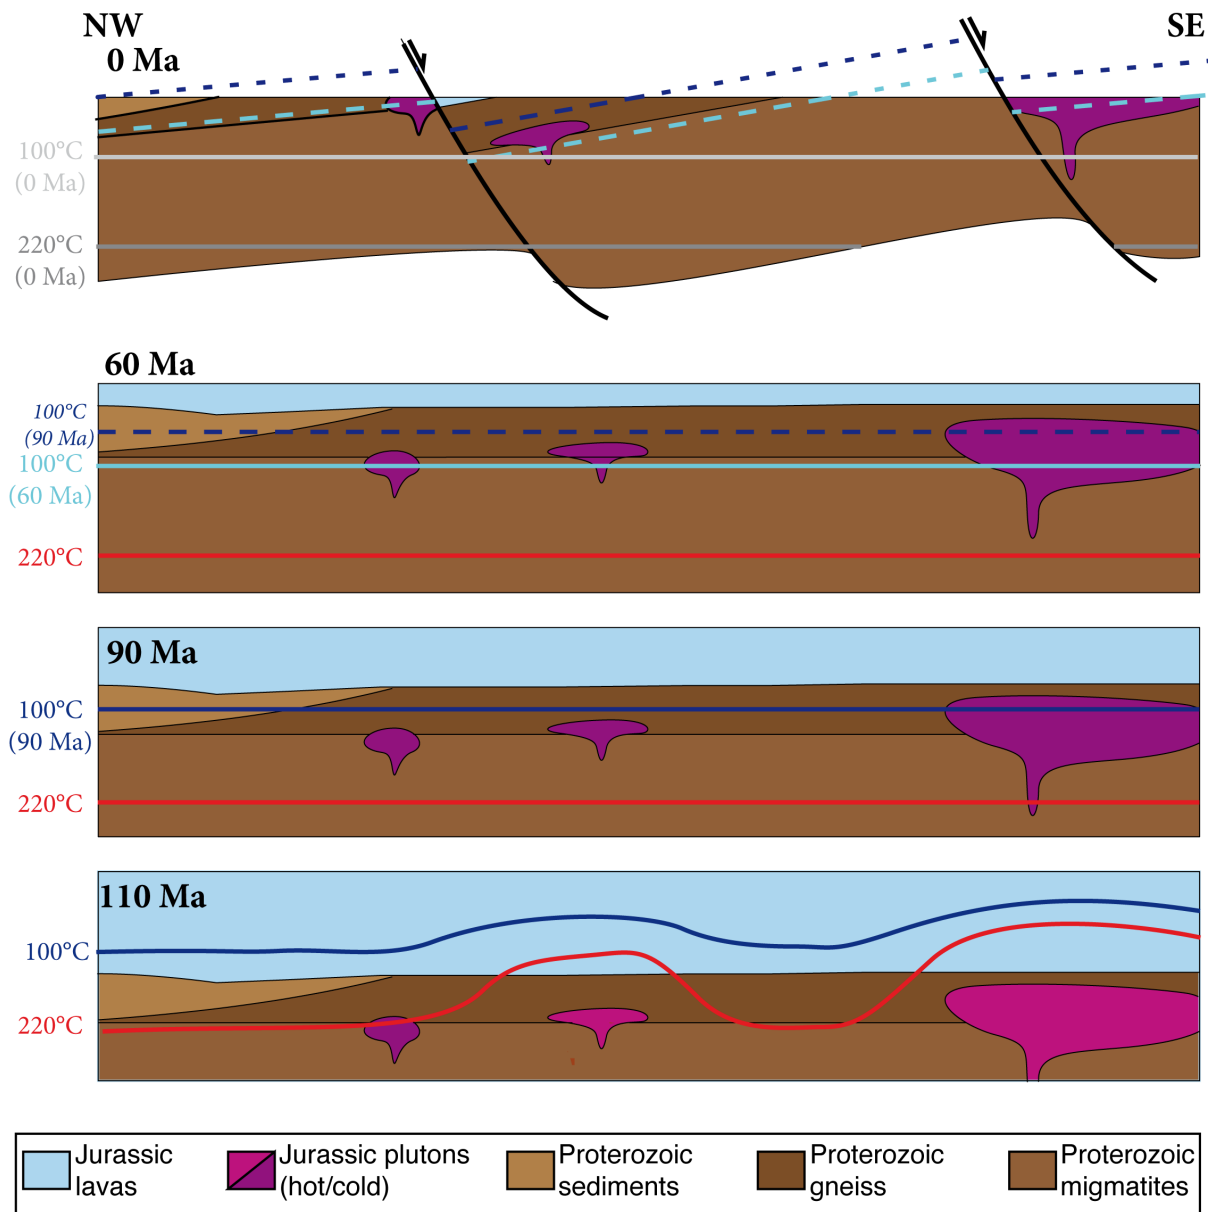 NW
SE
0 Ma
100°C
(0 Ma)
220°C
(0 Ma)
60 Ma
100°C
(90 Ma)
100°C
(60 Ma)
220°C
90 Ma
100°C
(90 Ma)
220°C
110 Ma
100°C
220°C
Jurassic
lavas
Jurassic plutons
(hot/cold)
Proterozoic
sediments
Proterozoic
gneiss
Proterozoic
migmatites